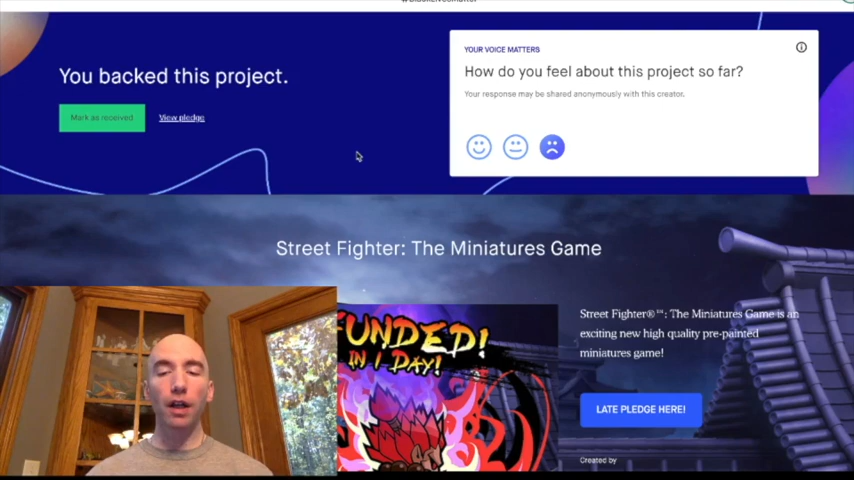 You backed this project.
Mark as received
View pledge
YOUR VOICE MATTERS
How do you feel about this project so far?
Your response may be shared anonymously with this creator.
Street Fighter: The Miniatures Game
FUNDED!
IN 1 DAY!
Street Fighter®™: The Miniatures Game is an
exciting new high quality pre-painted
miniatures game!
LATE PLEDGE HERE!
Created by